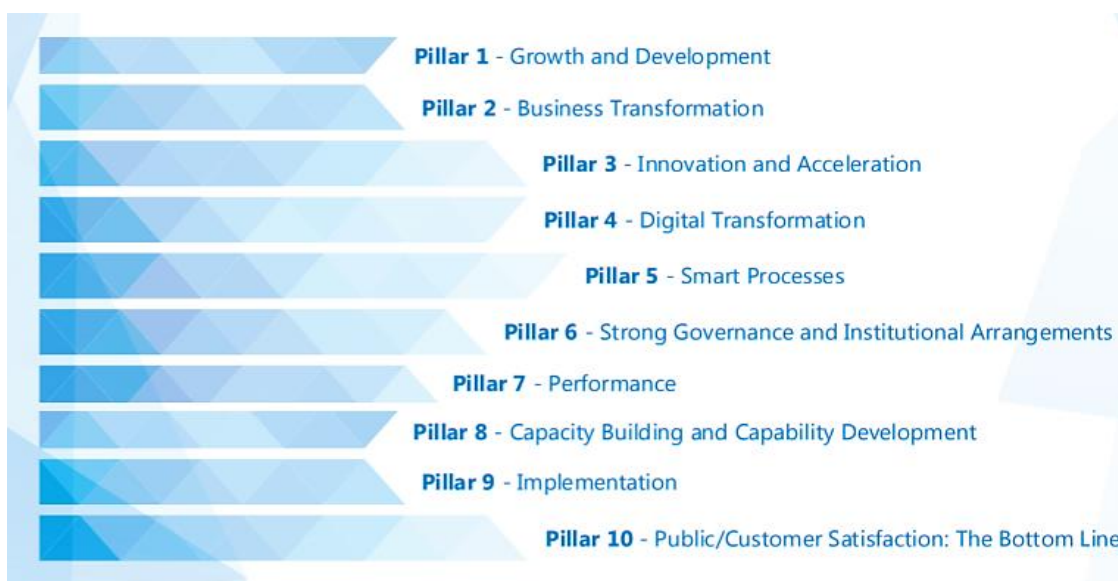 Pillar 1 - Growth and Development
Pillar 2 - Business Transformation
Pillar 3 - Innovation and Acceleration
Pillar 4 - Digital Transformation
Pillar 5 - Smart Processes
Pillar 6 - Strong Governance and Institutional Arrangements
Pillar 7 - Performance
Pillar 8 - Capacity Building and Capability Development
Pillar 9 - Implementation
Pillar 10 - Public/Customer Satisfaction: The Bottom Line